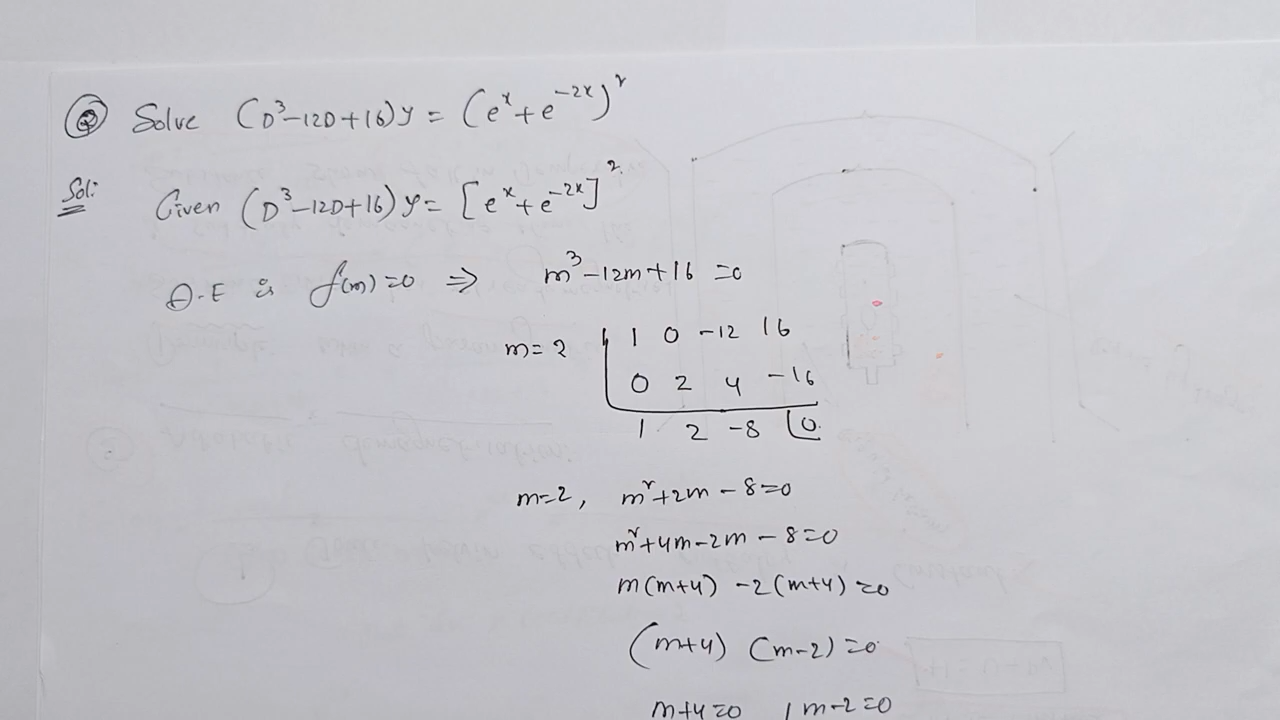 Q Solve (D³-12D+16)y = (eˣ+e⁻²ˣ)²
Sol: Given (D³-12D+16)y = [eˣ+e⁻²ˣ]²
A.E is f(m)=0 ⇒ m³-12m+16=0
m=2 | 1 0 -12 16
0 2 4 -16
1 2 -8 |0
m=2, m²+2m-8=0
m²+4m-2m-8=0
m(m+4)-2(m+4)=0
(m+4) (m-2)=0
m+4=0, m-2=0